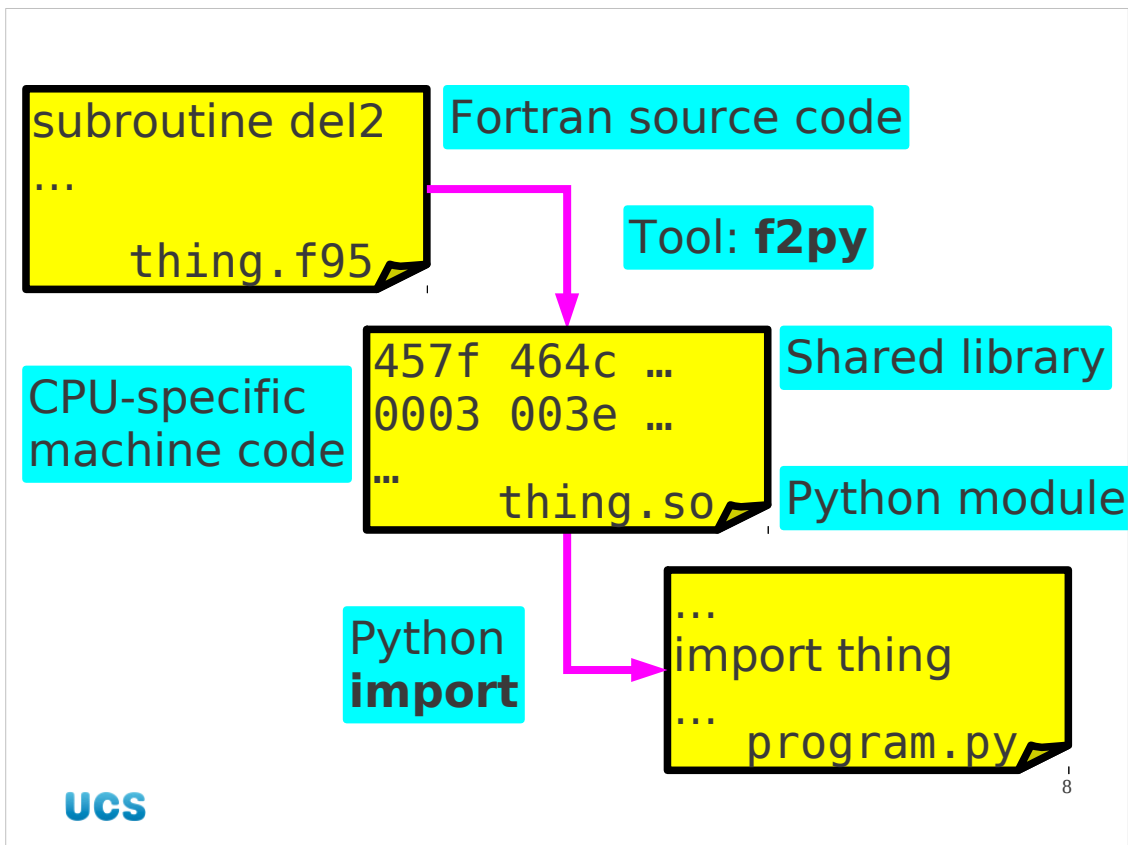 subroutine del2
...
thing.f95
Fortran source code
Tool: f2py
CPU-specific
machine code
457f 464c …
0003 003e …
…
thing.so
Shared library
Python module
Python
import
...
import thing
...
program.py
UCS
8